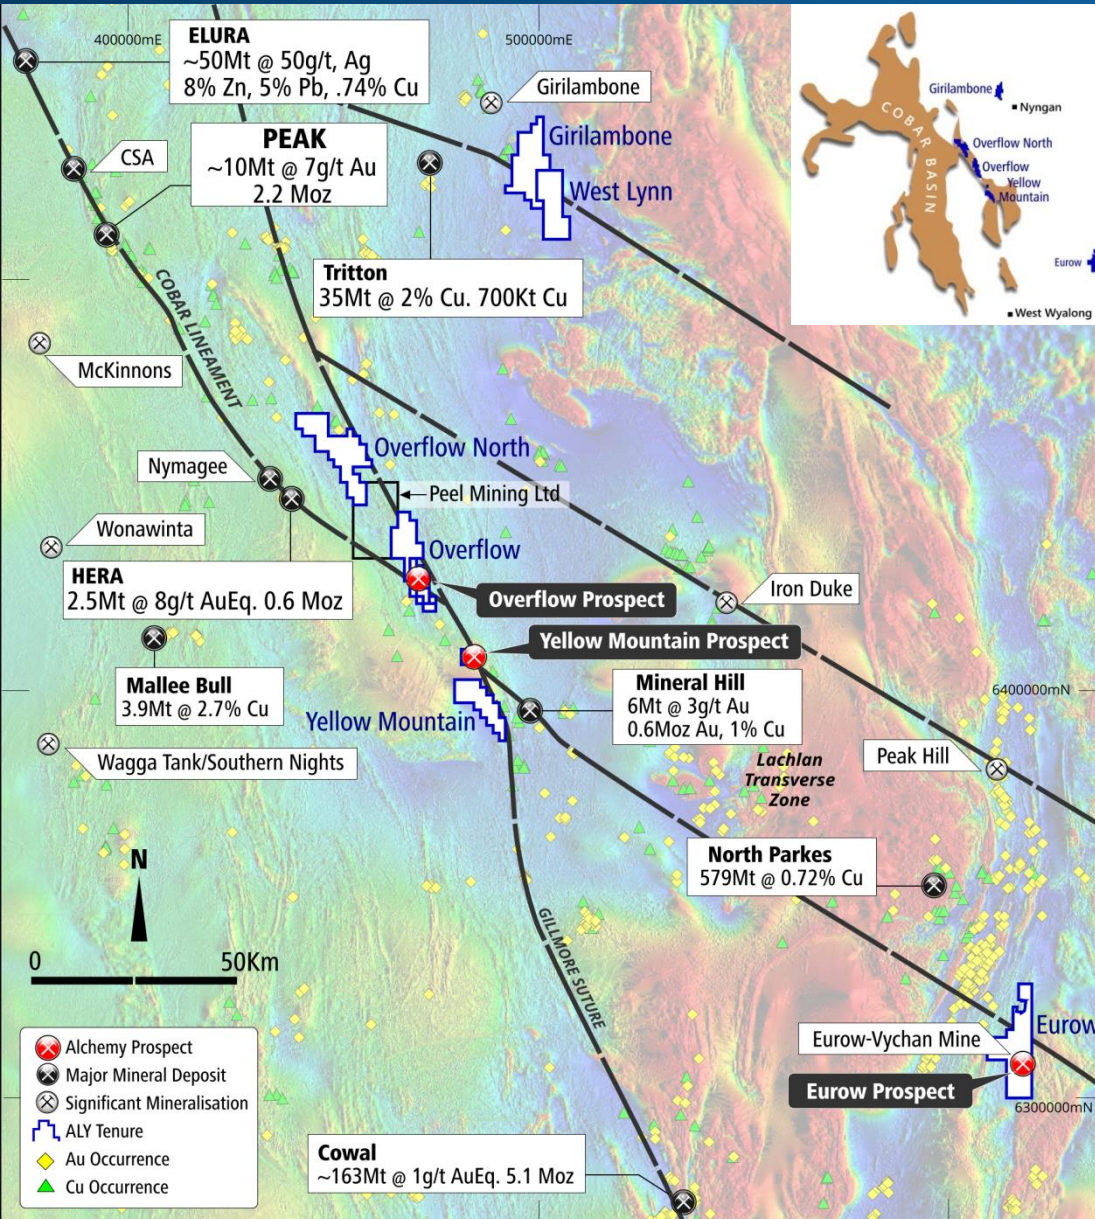 400000mE
500000mE
ELURA
~50Mt @ 50g/t, Ag
8% Zn, 5% Pb, .74% Cu
Girilambone
PEAK
~10Mt @ 7g/t Au
2.2 Moz
CSA
Girilambone
West Lynn
Tritton
35Mt @ 2% Cu. 700Kt Cu
COBAR BASIN
Girilambone
Nyngan
Overflow North
Overflow
Yellow
Mountain
Eurow
West Wyalong
COBAR LINEAMENT
McKinnons
Overflow North
Nymagee
Peel Mining Ltd
Wonawinta
Overflow
HERA
2.5Mt @ 8g/t AuEq. 0.6 Moz
Overflow Prospect
Iron Duke
Yellow Mountain Prospect
Mallee Bull
3.9Mt @ 2.7% Cu
Mineral Hill
6Mt @ 3g/t Au
0.6Moz Au, 1% Cu
6400000mN
Yellow Mountain
Wagga Tank/Southern Nights
Lachlan
Transverse
Zone
Peak Hill
North Parkes
579Mt @ 0.72% Cu
N
0 50Km
GILLMORE SUTURE
Eurow
Eurow-Vychan Mine
Eurow Prospect
6300000mN
Alchemy Prospect
Major Mineral Deposit
Significant Mineralisation
ALY Tenure
Au Occurrence
Cu Occurrence
Cowal
~163Mt @ 1g/t AuEq. 5.1 Moz